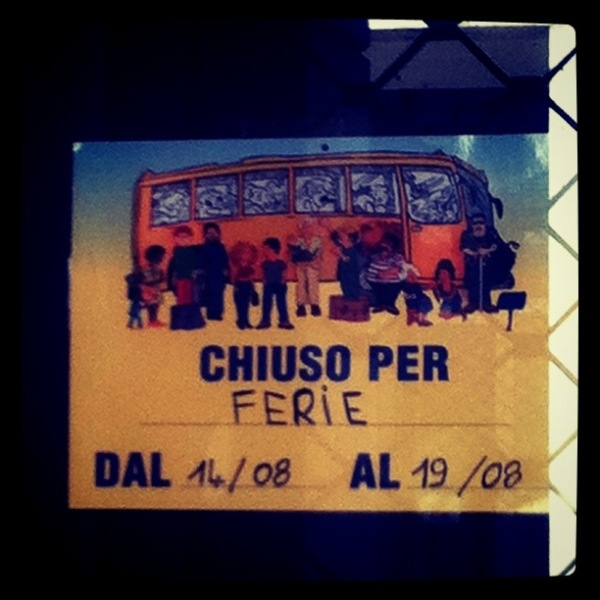 CHIUSO PER
FERIE
DAL 14/08 AL 19/08